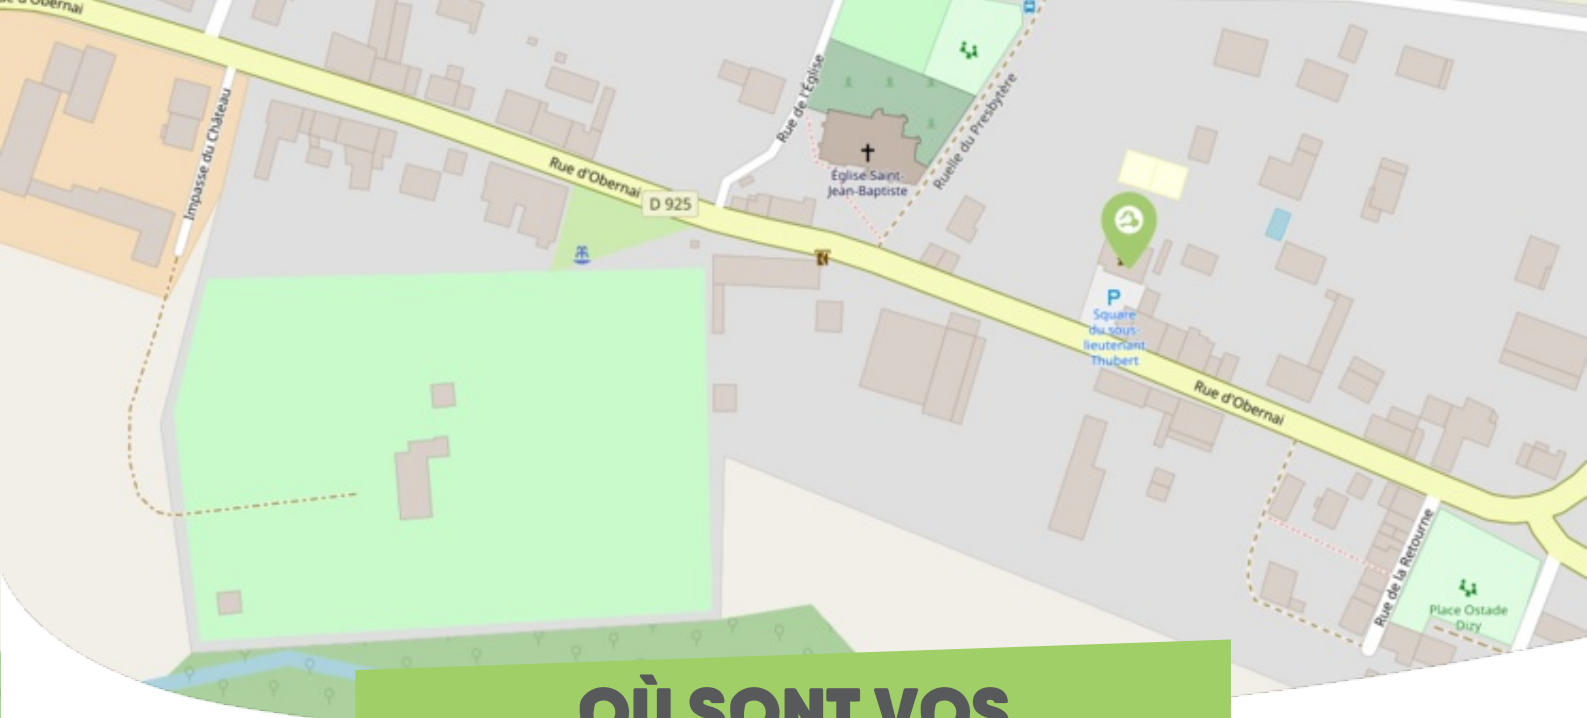 Rue d'Obernai
Impasse du Château
Rue d'Obernai
D 925
Rue de l'Église
Église Saint-
Jean-Baptiste
Ruelle du Presbytère
P
Square
du sous-
lieutenant
Thubert
Rue d'Obernai
Rue de la Retourne
Place Ostade
Dizy
OÙ SONT VOS